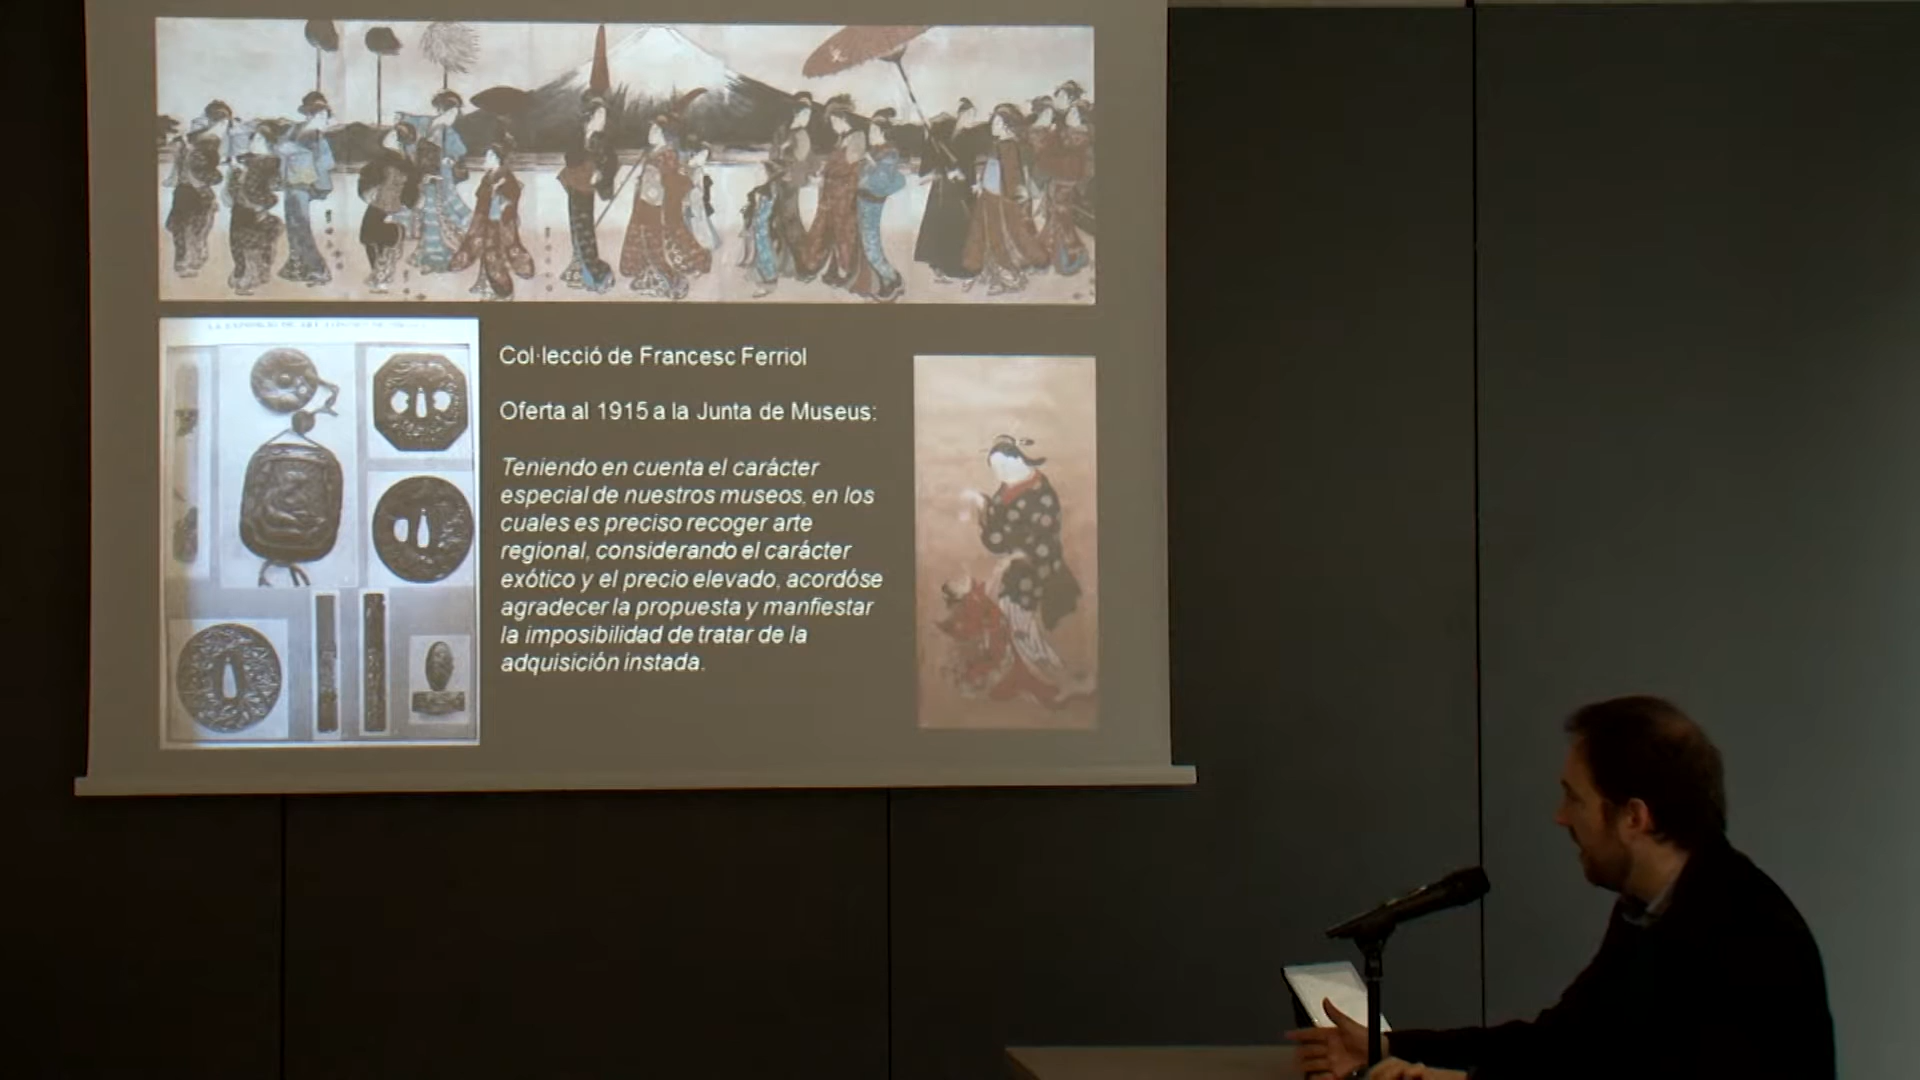 Col·lecció de Francesc Ferriol
Oferta al 1915 a la Junta de Museus:
Teniendo en cuenta el carácter
especial de nuestros museos, en los
cuales es preciso recoger arte
regional, considerando el carácter
exótico y el precio elevado, acordóse
agradecer la propuesta y manfiestar
la imposibilidad de tratar de la
adquisición instada.